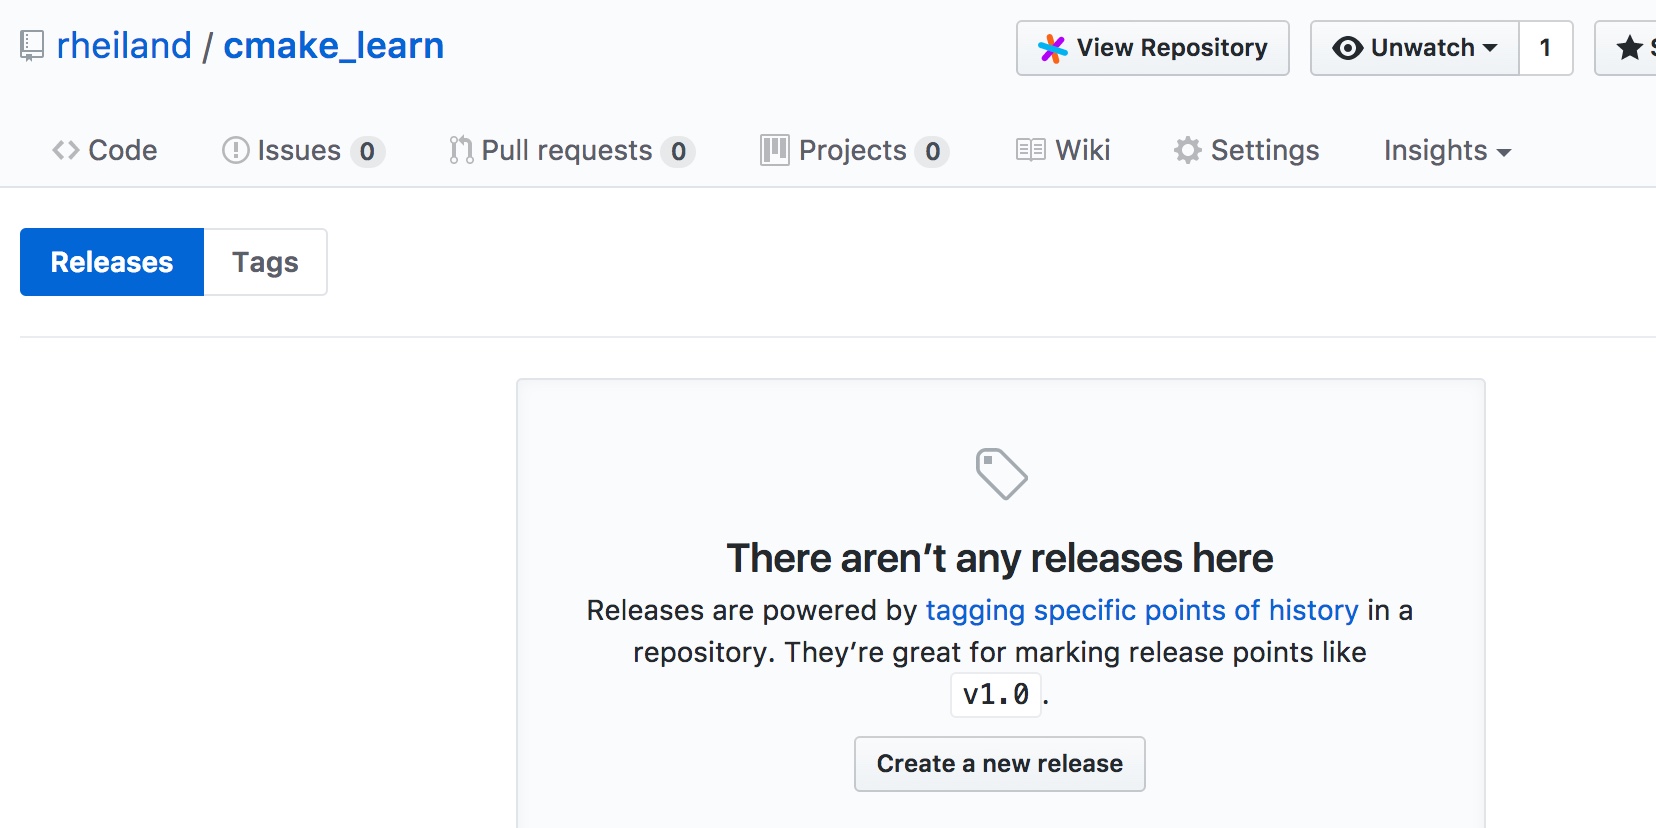 rheiland / cmake_learn
View Repository
Unwatch
1
Code
Issues 0
Pull requests 0
Projects 0
Wiki
Settings
Insights
Releases
Tags
There aren’t any releases here
Releases are powered by tagging specific points of history in a
repository. They’re great for marking release points like
v1.0 .
Create a new release